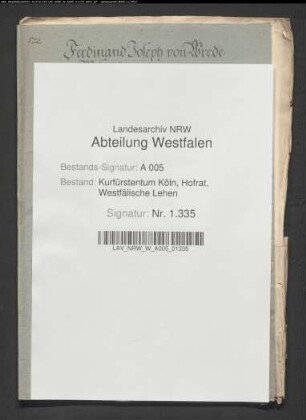 Ferdinand Joseph von Wrede
Landesarchiv NRW
Abteilung Westfalen
Bestands-Signatur: A 005
Bestand: Kurfürstentum Köln, Hofrat,
Westfälische Lehen
Signatur: Nr. 1.335
LAV_NRW_W_A005_01335